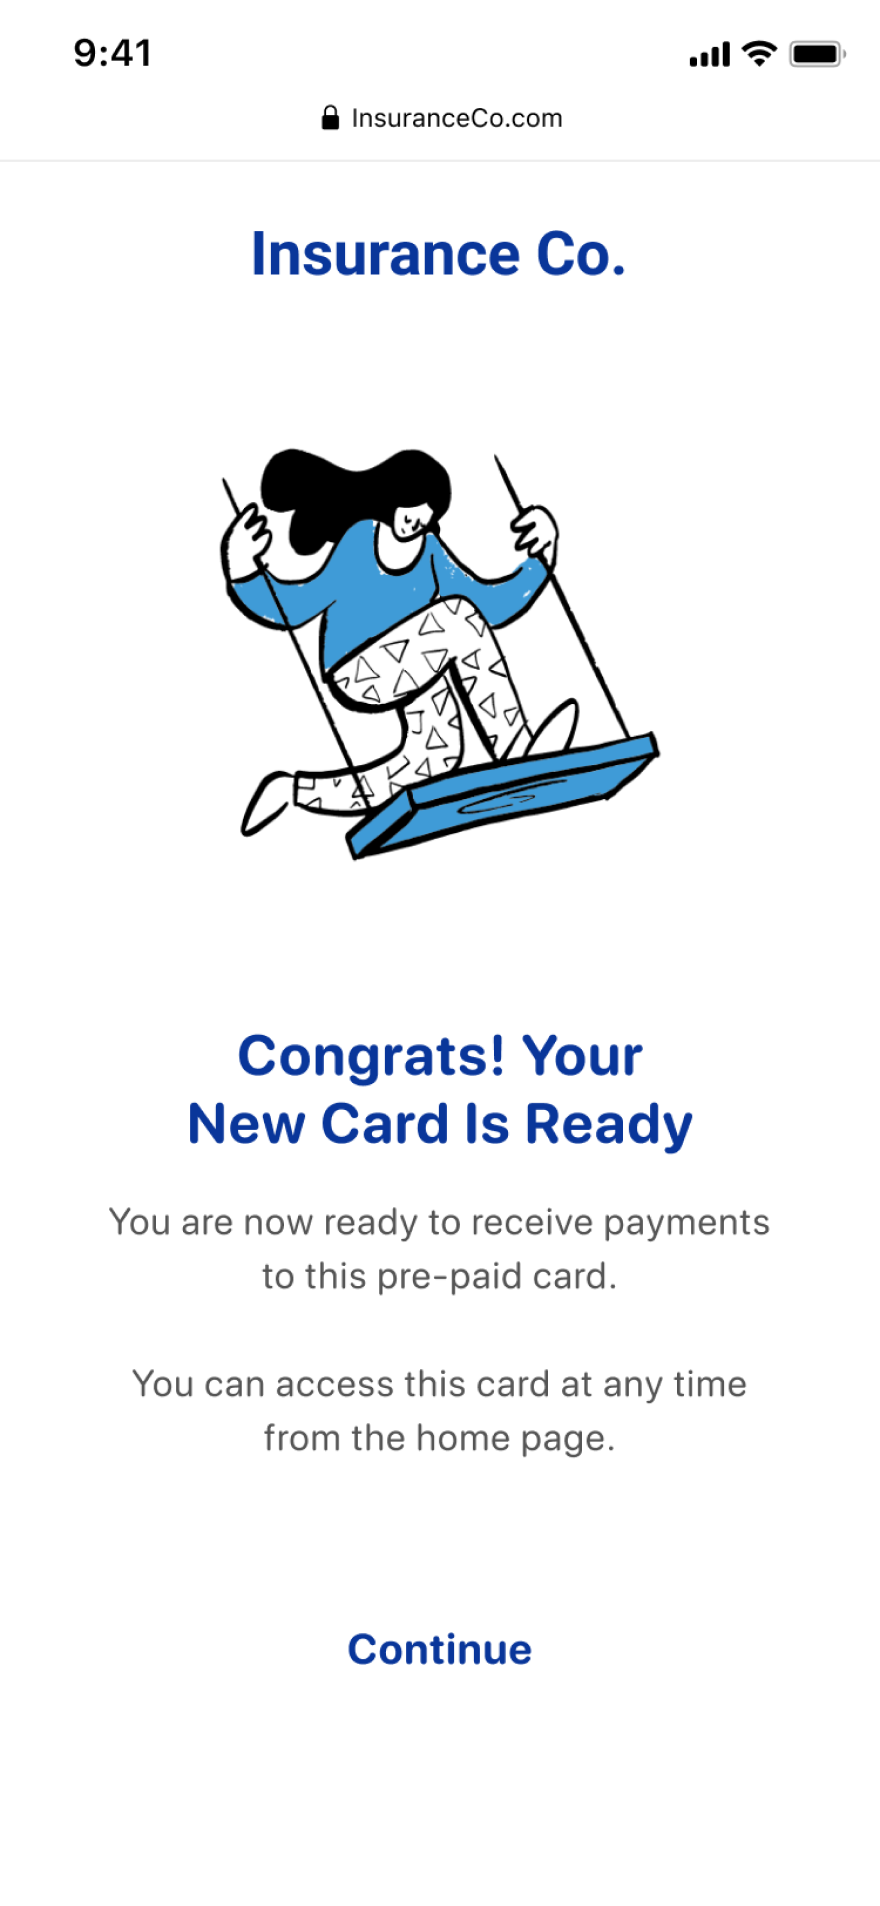 9:41
InsuranceCo.com
Insurance Co.
Congrats! Your
New Card Is Ready
You are now ready to receive payments
to this pre-paid card.
You can access this card at any time
from the home page.
Continue